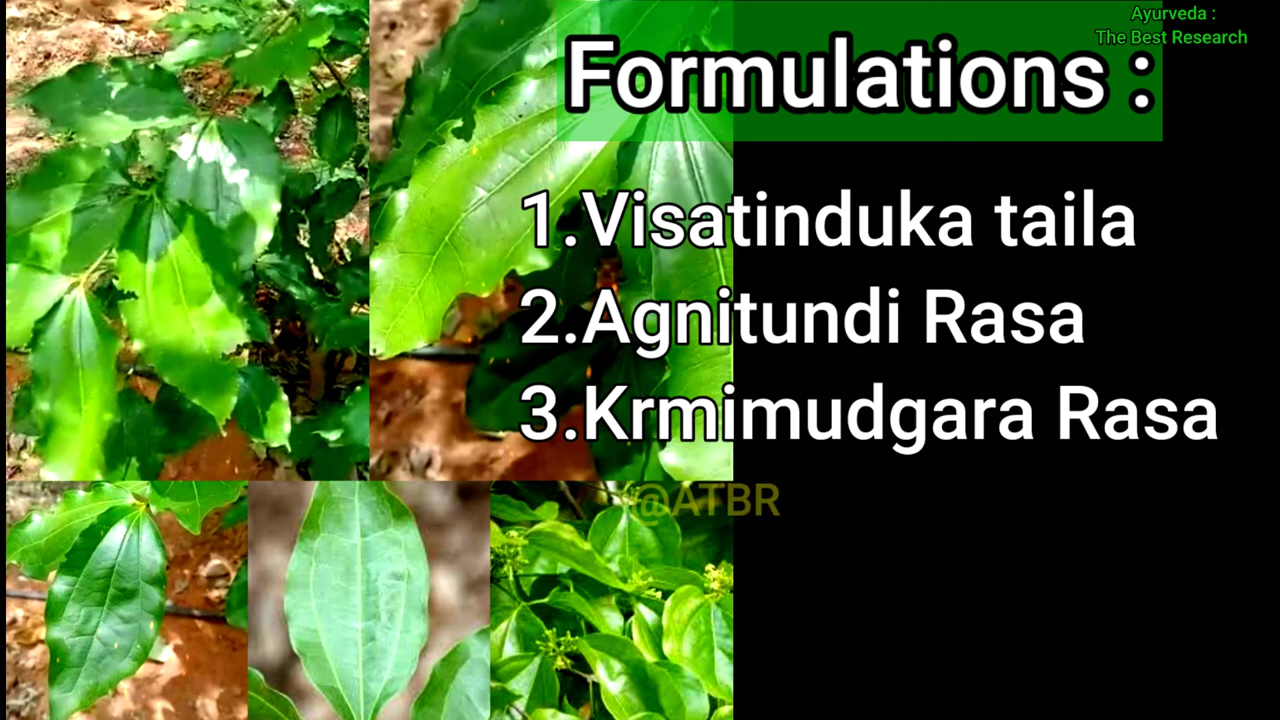 Ayurveda :
The Best Research
Formulations :
1.Visatinduka taila
2.Agnitundi Rasa
3.Krmimudgara Rasa
@ATBR